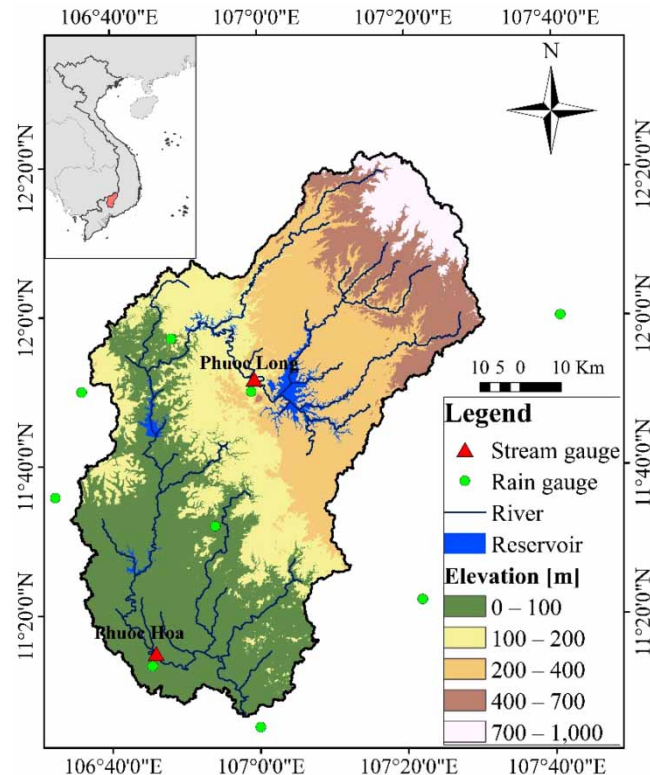 106°40'0"E 107°0'0"E 107°20'0"E 107°40'0"E
N
12°20'0"N
12°20'0"N
12°0'0"N
12°0'0"N
Phuoc Long
10 5 0 10 Km
Legend
Stream gauge
Rain gauge
River
Reservoir
Elevation [m]
0 – 100
100 – 200
200 – 400
400 – 700
700 – 1,000
11°40'0"N
11°40'0"N
11°20'0"N
11°20'0"N
Phuoc Hoa
106°40'0"E 107°0'0"E 107°20'0"E 107°40'0"E